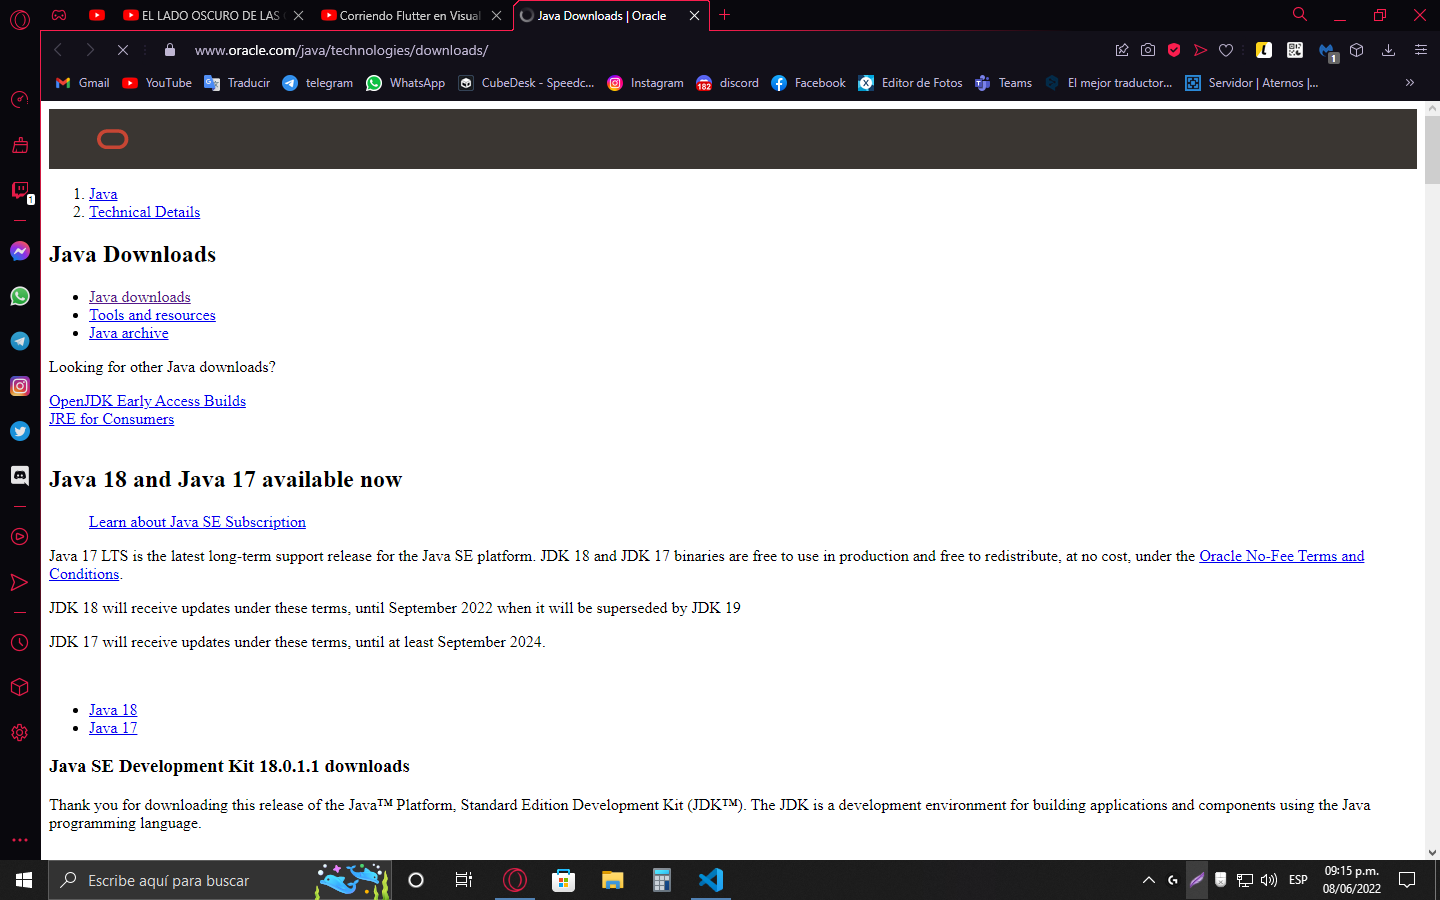 EL LADO OSCURO DE LAS
Corriendo Flutter en Visual
Java Downloads | Oracle
www.oracle.com/java/technologies/downloads/
1
Gmail
YouTube
Traducir
telegram
WhatsApp
CubeDesk - Speedc...
Instagram
182
discord
Facebook
Editor de Fotos
Teams
El mejor traductor...
Servidor | Aternos |...
»
1
1. Java
2. Technical Details
Java Downloads
Java downloads
Tools and resources
Java archive
Looking for other Java downloads?
OpenJDK Early Access Builds
JRE for Consumers
Java 18 and Java 17 available now
Learn about Java SE Subscription
Java 17 LTS is the latest long-term support release for the Java SE platform. JDK 18 and JDK 17 binaries are free to use in production and free to redistribute, at no cost, under the Oracle No-Fee Terms and
Conditions.
JDK 18 will receive updates under these terms, until September 2022 when it will be superseded by JDK 19
JDK 17 will receive updates under these terms, until at least September 2024.
Java 18
Java 17
Java SE Development Kit 18.0.1.1 downloads
Thank you for downloading this release of the Java™ Platform, Standard Edition Development Kit (JDK™). The JDK is a development environment for building applications and components using the Java
programming language.
Escribe aquí para buscar
ESP
09:15 p.m.
08/06/2022